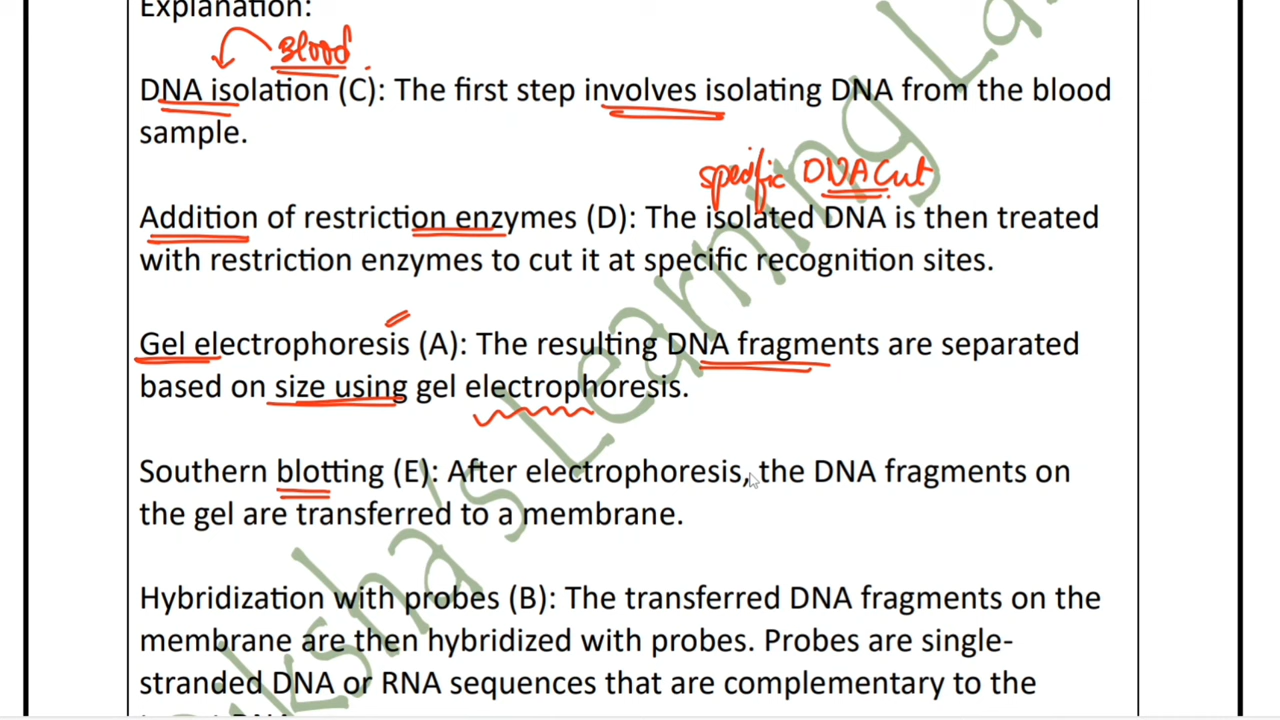 Explanation:
Blood
DNA isolation (C): The first step involves isolating DNA from the blood
sample.
specific DNA cut
Addition of restriction enzymes (D): The isolated DNA is then treated
with restriction enzymes to cut it at specific recognition sites.
Gel electrophoresis (A): The resulting DNA fragments are separated
based on size using gel electrophoresis.
Southern blotting (E): After electrophoresis, the DNA fragments on
the gel are transferred to a membrane.
Hybridization with probes (B): The transferred DNA fragments on the
membrane are then hybridized with probes. Probes are single-
stranded DNA or RNA sequences that are complementary to the
uksha's Learning La